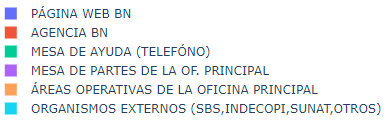 PÁGINA WEB BN
AGENCIA BN
MESA DE AYUDA (TELEFÓNO)
MESA DE PARTES DE LA OF. PRINCIPAL
ÁREAS OPERATIVAS DE LA OFICINA PRINCIPAL
ORGANISMOS EXTERNOS (SBS,INDECOPI,SUNAT,OTROS)